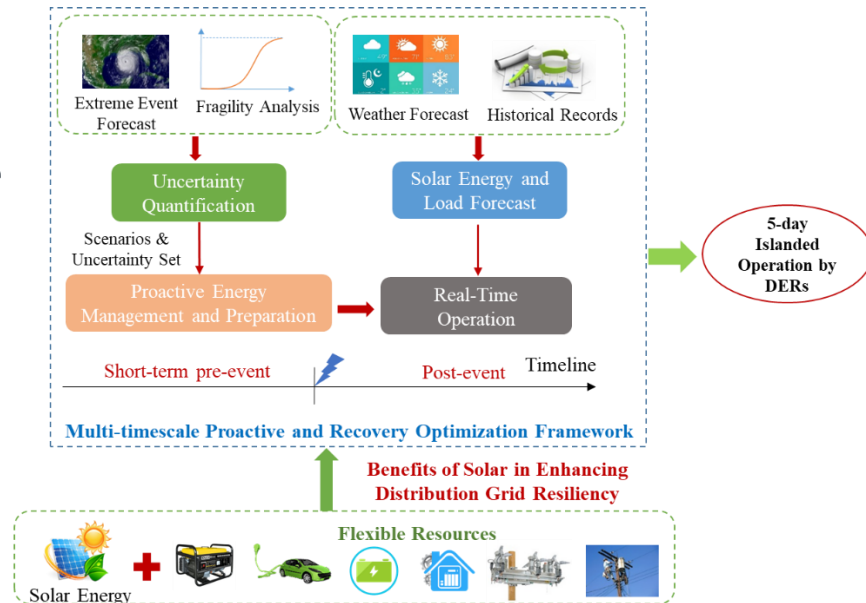 Extreme Event
Forecast
Fragility Analysis
Weather Forecast
Historical Records
Uncertainty
Quantification
Solar Energy and
Load Forecast
Scenarios &
Uncertainty Set
Proactive Energy
Management and Preparation
Real-Time
Operation
5-day
Islanded
Operation by
DERs
Short-term pre-event
Post-event
Timeline
Multi-timescale Proactive and Recovery Optimization Framework
Benefits of Solar in Enhancing
Distribution Grid Resiliency
Flexible Resources
Solar Energy